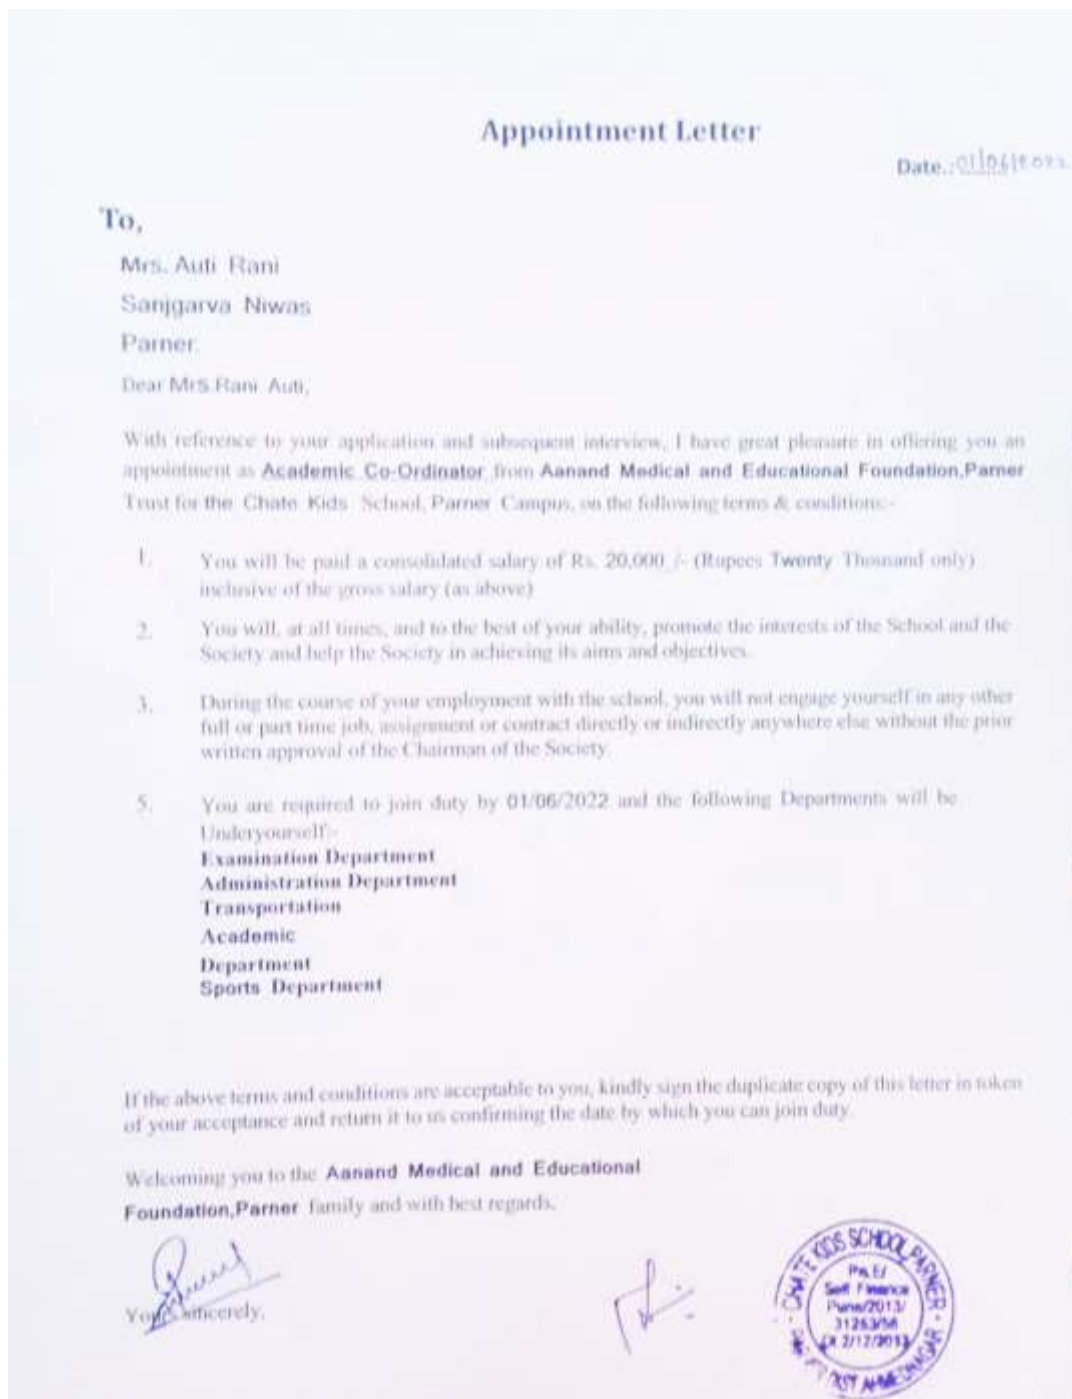 Appointment Letter
Date.: 01/06/2022
To,
Mrs. Auti Rani
Sanjgarva Niwas
Parner.
Dear Mrs.Rani Auti,
With reference to your application and subsequent interview, I have great pleasure in offering you an
appointment as Academic Co-Ordinator from Aanand Medical and Educational Foundation,Parner
Trust for the Chate Kids School, Parner Campus, on the following terms & conditions:-
1. You will be paid a consolidated salary of Rs. 20,000 /- (Rupees Twenty Thousand only)
inclusive of the gross salary (as above)
2. You will, at all times, and to the best of your ability, promote the interests of the School and the
Society and help the Society in achieving its aims and objectives.
3. During the course of your employment with the school, you will not engage yourself in any other
full or part time job, assignment or contract directly or indirectly anywhere else without the prior
written approval of the Chairman of the Society.
5. You are required to join duty by 01/06/2022 and the following Departments will be
Underyourself:-
Examination Department
Administration Department
Transportation
Academic
Department
Sports Department
If the above terms and conditions are acceptable to you, kindly sign the duplicate copy of this letter in token
of your acceptance and return it to us confirming the date by which you can join duty.
Welcoming you to the Aanand Medical and Educational
Foundation,Parner family and with best regards,
Yours sincerely,
CHATE KIDS SCHOOL, PARNER
Self Finance
Pune/2013/
2/12/2013
DIST AHMEDNAGAR